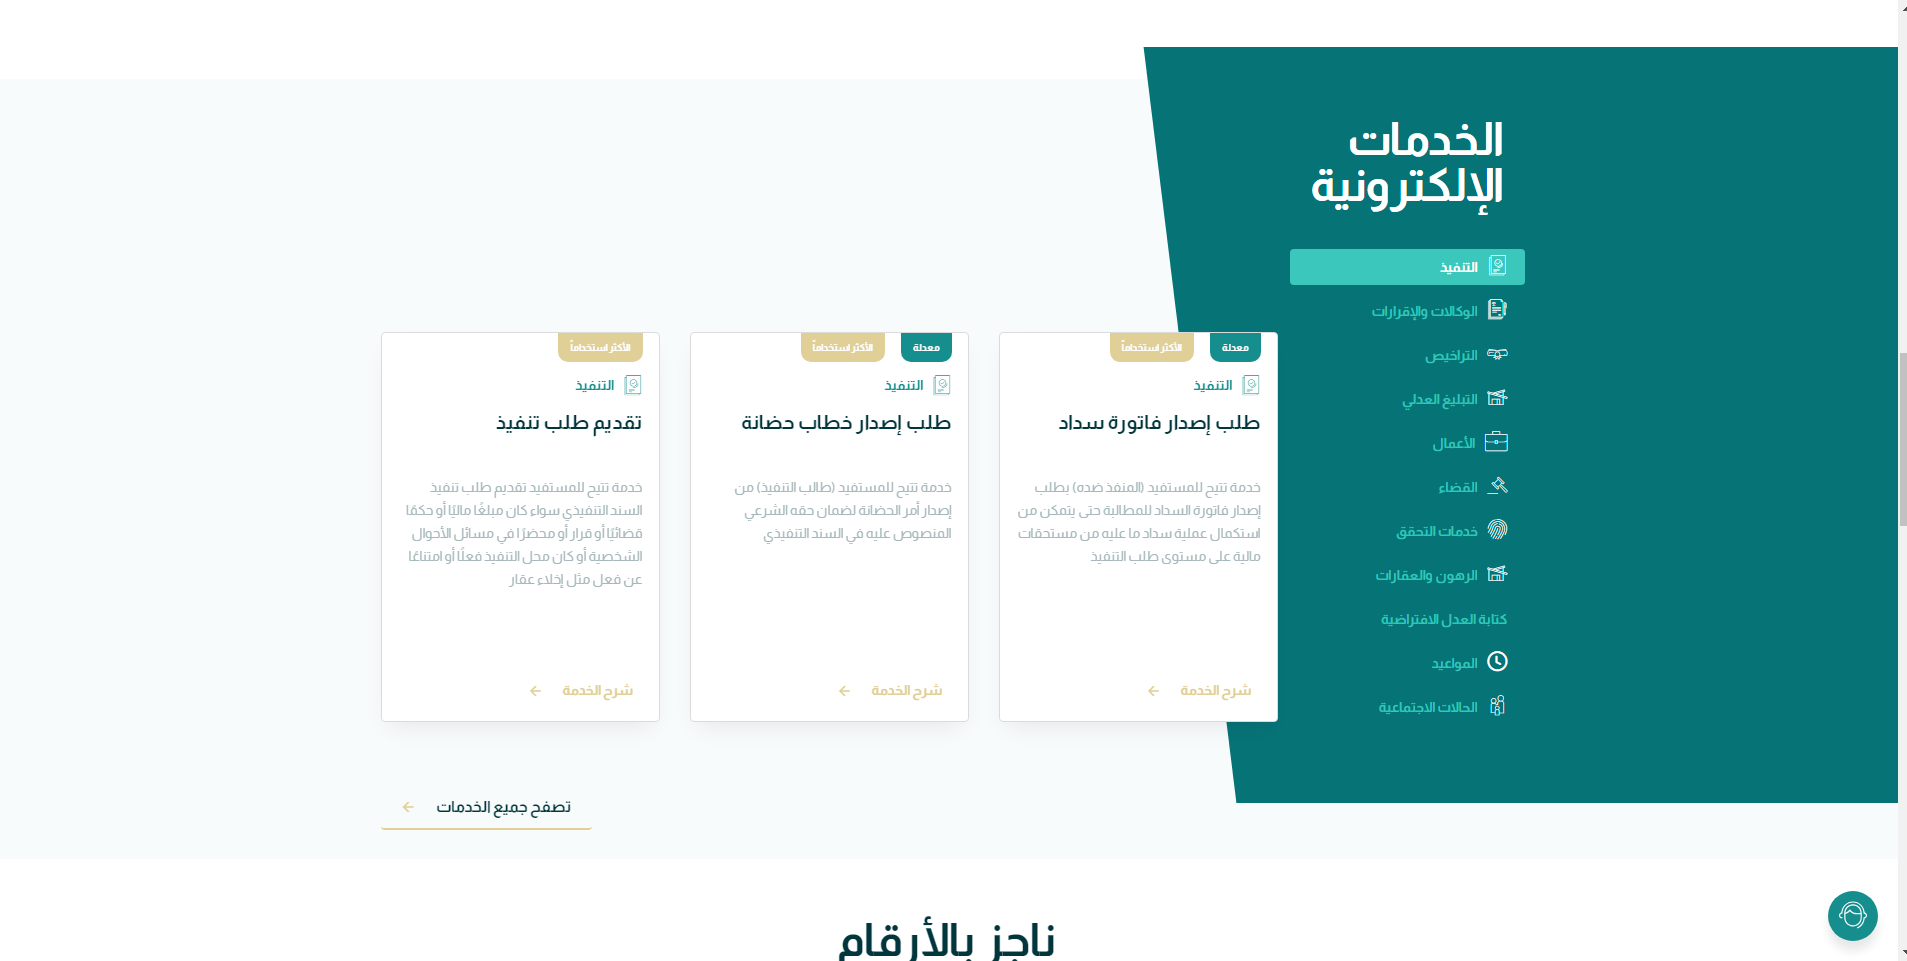 الخدمات
الإلكترونية
التنفيذ
الوكالات والإقرارات
التراخيص
التبليغ العدلي
الأعمال
القضاء
خدمات التحقق
الرهون والعقارات
كتابة العدل الافتراضية
المواعيد
الحالات الاجتماعية
معدلة
الأكثر استخداماً
التنفيذ
طلب إصدار فاتورة سداد
خدمة تتيح للمستفيد (المنفذ ضده) بطلب
إصدار فاتورة السداد للمطالبة حتى يتمكن من
استكمال عملية سداد ما عليه من مستحقات
مالية على مستوى طلب التنفيذ
شرح الخدمة
معدلة
الأكثر استخداماً
التنفيذ
طلب إصدار خطاب حضانة
خدمة تتيح للمستفيد (طالب التنفيذ) من
إصدار أمر الحضانة لضمان حقه الشرعي
المنصوص عليه في السند التنفيذي
شرح الخدمة
الأكثر استخداماً
التنفيذ
تقديم طلب تنفيذ
خدمة تتيح للمستفيد تقديم طلب تنفيذ
السند التنفيذي سواء كان مبلغًا ماليًا أو حكمًا
قضائيًا أو قرار أو محضرًا في مسائل الأحوال
الشخصية أو كان محل التنفيذ فعلًا أو امتناعًا
عن فعل مثل إخلاء عقار
شرح الخدمة
تصفح جميع الخدمات
ناجز بالأرقام